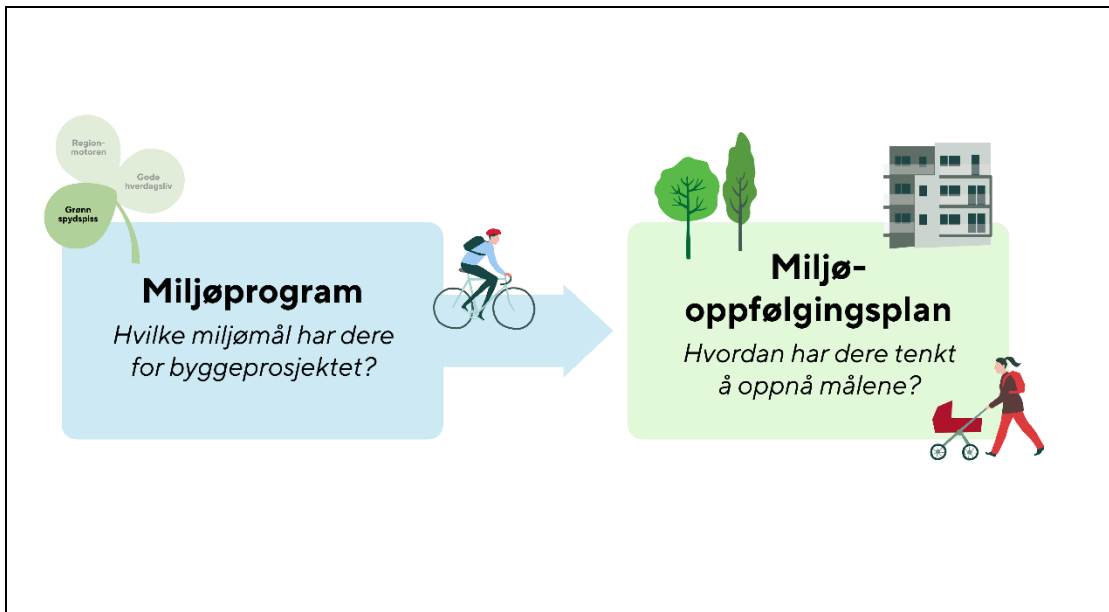 Region-
motoren
Gode
hverdagsliv
Grønn
spydspiss
Miljøprogram
Hvilke miljømål har dere
for byggeprosjektet?
Miljø-
oppfølgingsplan
Hvordan har dere tenkt
å oppnå målene?